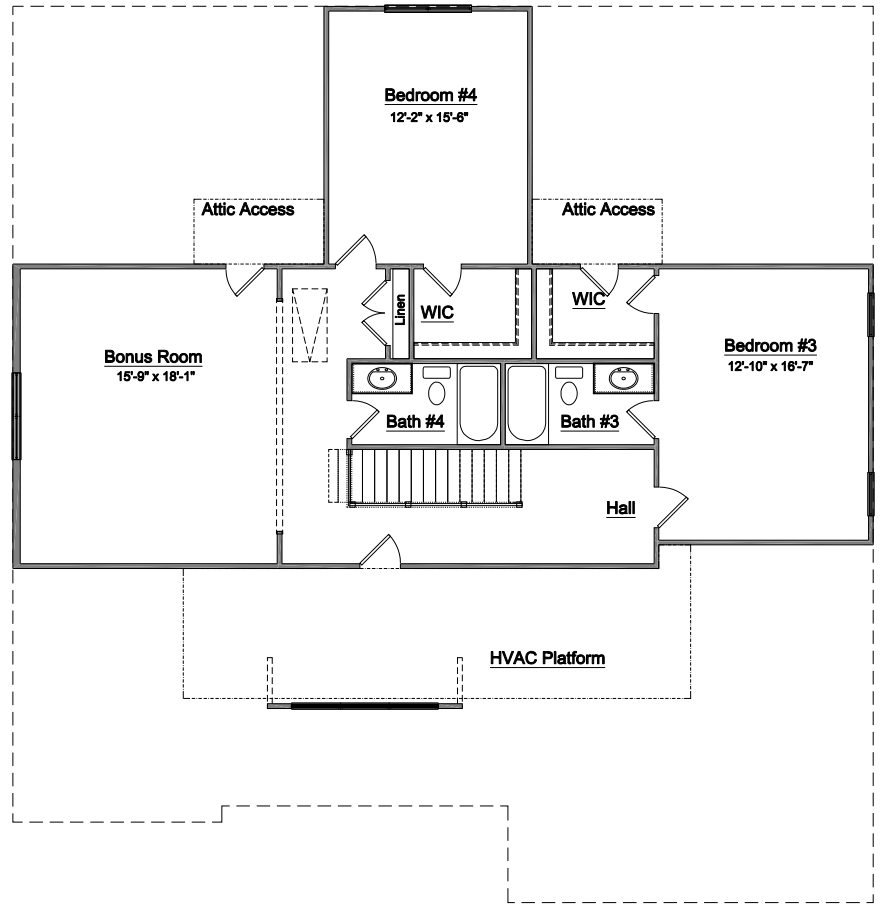 Bedroom #4
12'-2" x 15'-6"
Attic Access
Attic Access
Linen
WIC
WIC
Bonus Room
15'-9" x 18'-1"
Bedroom #3
12'-10" x 16'-7"
Bath #4
Bath #3
Hall
HVAC Platform